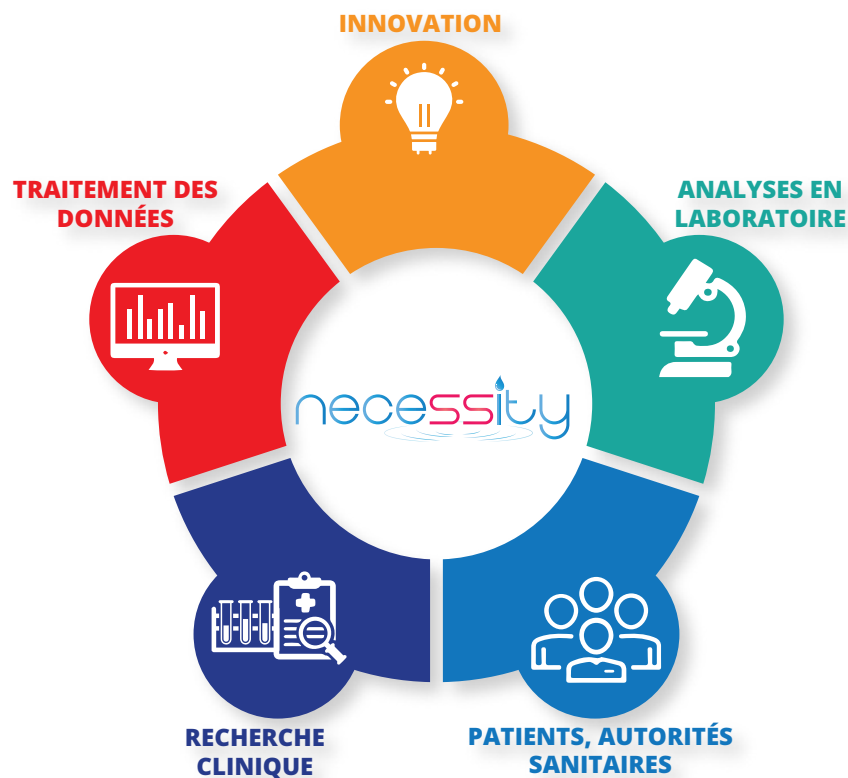 INNOVATION
TRAITEMENT DES
DONNÉES
ANALYSES EN
LABORATOIRE
necessity
RECHERCHE
CLINIQUE
PATIENTS, AUTORITÉS
SANITAIRES